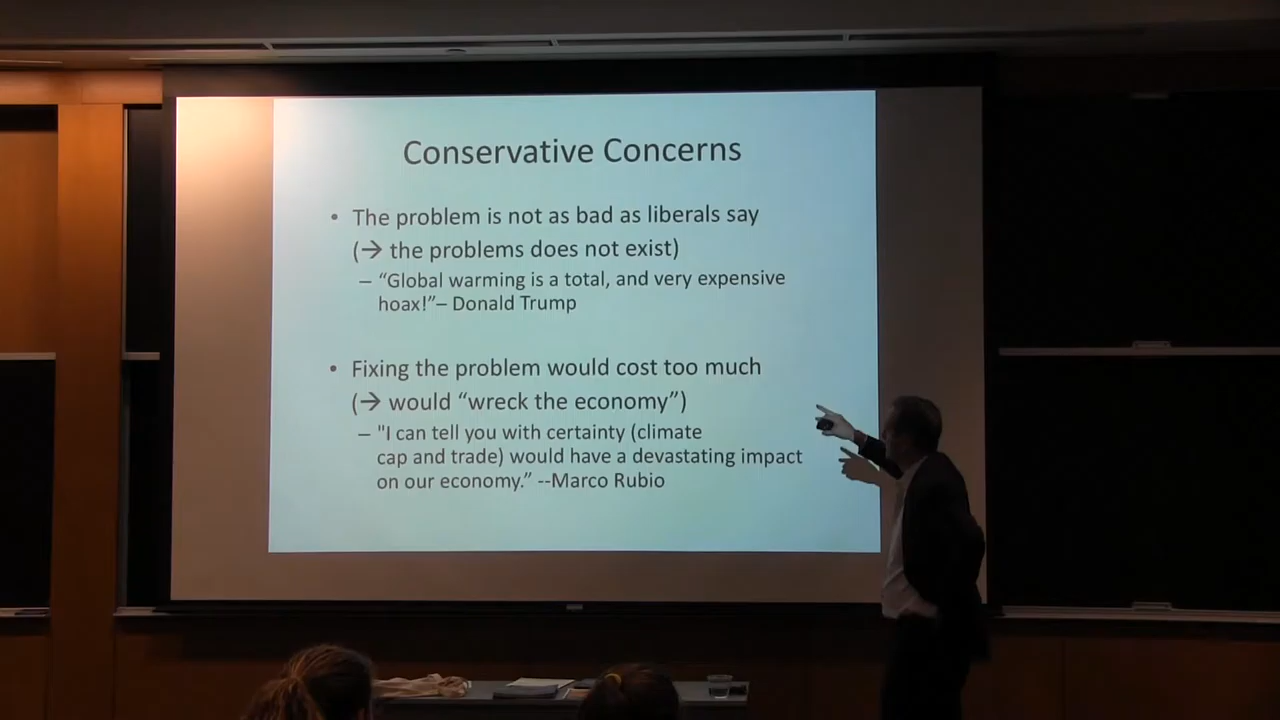 Conservative Concerns
• The problem is not as bad as liberals say
(→ the problems does not exist)
– “Global warming is a total, and very expensive
hoax!”– Donald Trump
• Fixing the problem would cost too much
(→ would “wreck the economy”)
– "I can tell you with certainty (climate
cap and trade) would have a devastating impact
on our economy.” --Marco Rubio